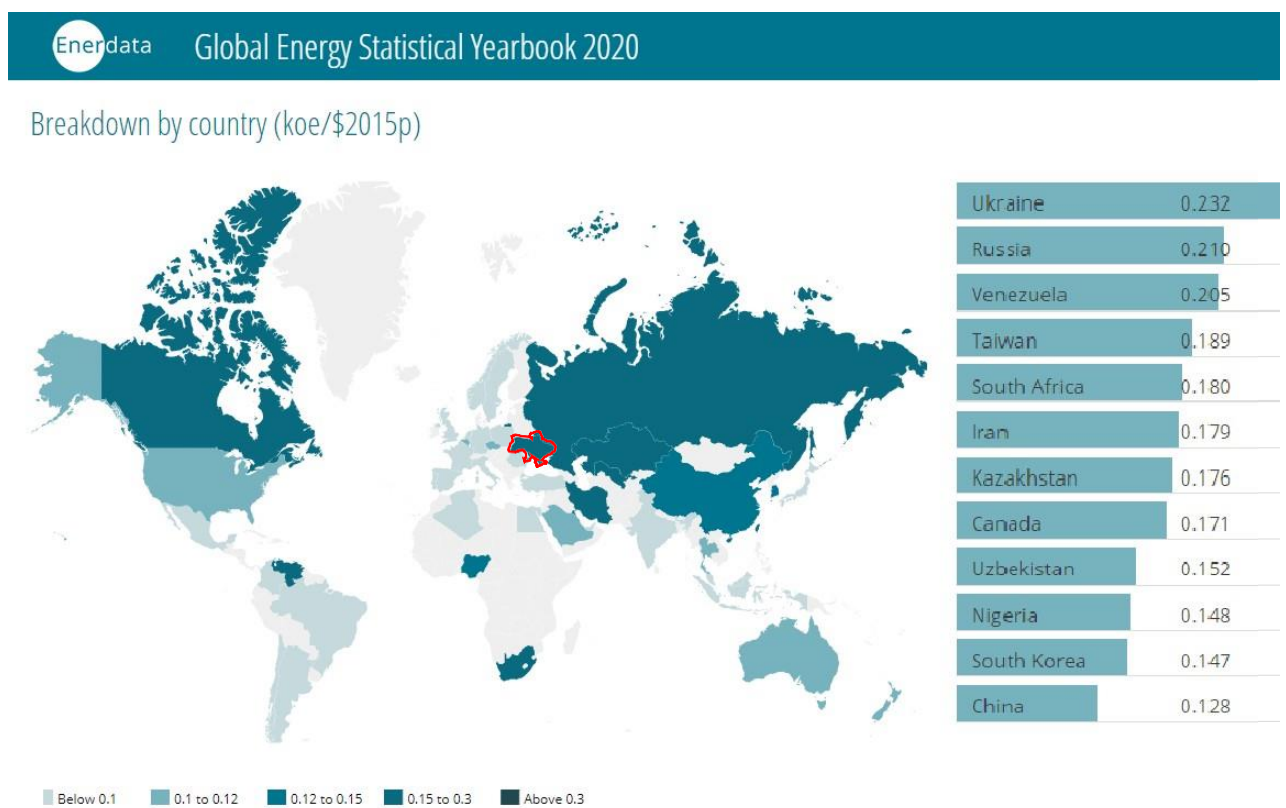 Enerdata Global Energy Statistical Yearbook 2020
Breakdown by country (koe/$2015p)
Ukraine 0.232
Russia 0.210
Venezuela 0.205
Taiwan 0.189
South Africa 0.180
Iran 0.179
Kazakhstan 0.176
Canada 0.171
Uzbekistan 0.152
Nigeria 0.148
South Korea 0.147
China 0.128
Below 0.1 0.1 to 0.12 0.12 to 0.15 0.15 to 0.3 Above 0.3